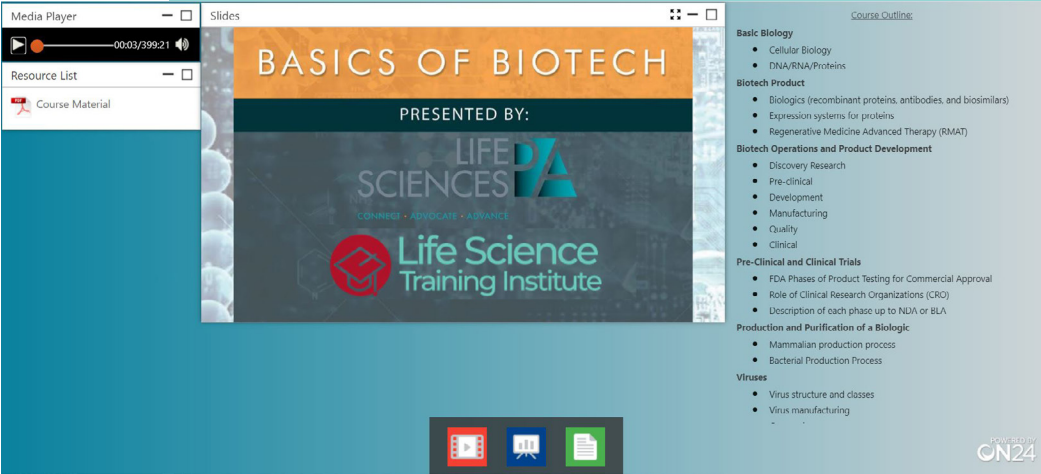 Media Player
00:03/399:21
Resource List
PDF
Course Material
Slides
BASICS OF BIOTECH
PRESENTED BY:
LIFE PA
SCIENCES
CONNECT • ADVOCATE • ADVANCE
Life Science
Training Institute
Course Outline:
Basic Biology
• Cellular Biology
• DNA/RNA/Proteins
Biotech Product
• Biologics (recombinant proteins, antibodies, and biosimilars)
• Expression systems for proteins
• Regenerative Medicine Advanced Therapy (RMAT)
Biotech Operations and Product Development
• Discovery Research
• Pre-clinical
• Development
• Manufacturing
• Quality
• Clinical
Pre-Clinical and Clinical Trials
• FDA Phases of Product Testing for Commercial Approval
• Role of Clinical Research Organizations (CRO)
• Description of each phase up to NDA or BLA
Production and Purification of a Biologic
• Mammalian production process
• Bacterial Production Process
Viruses
• Virus structure and classes
• Virus manufacturing
POWERED BY
ON24